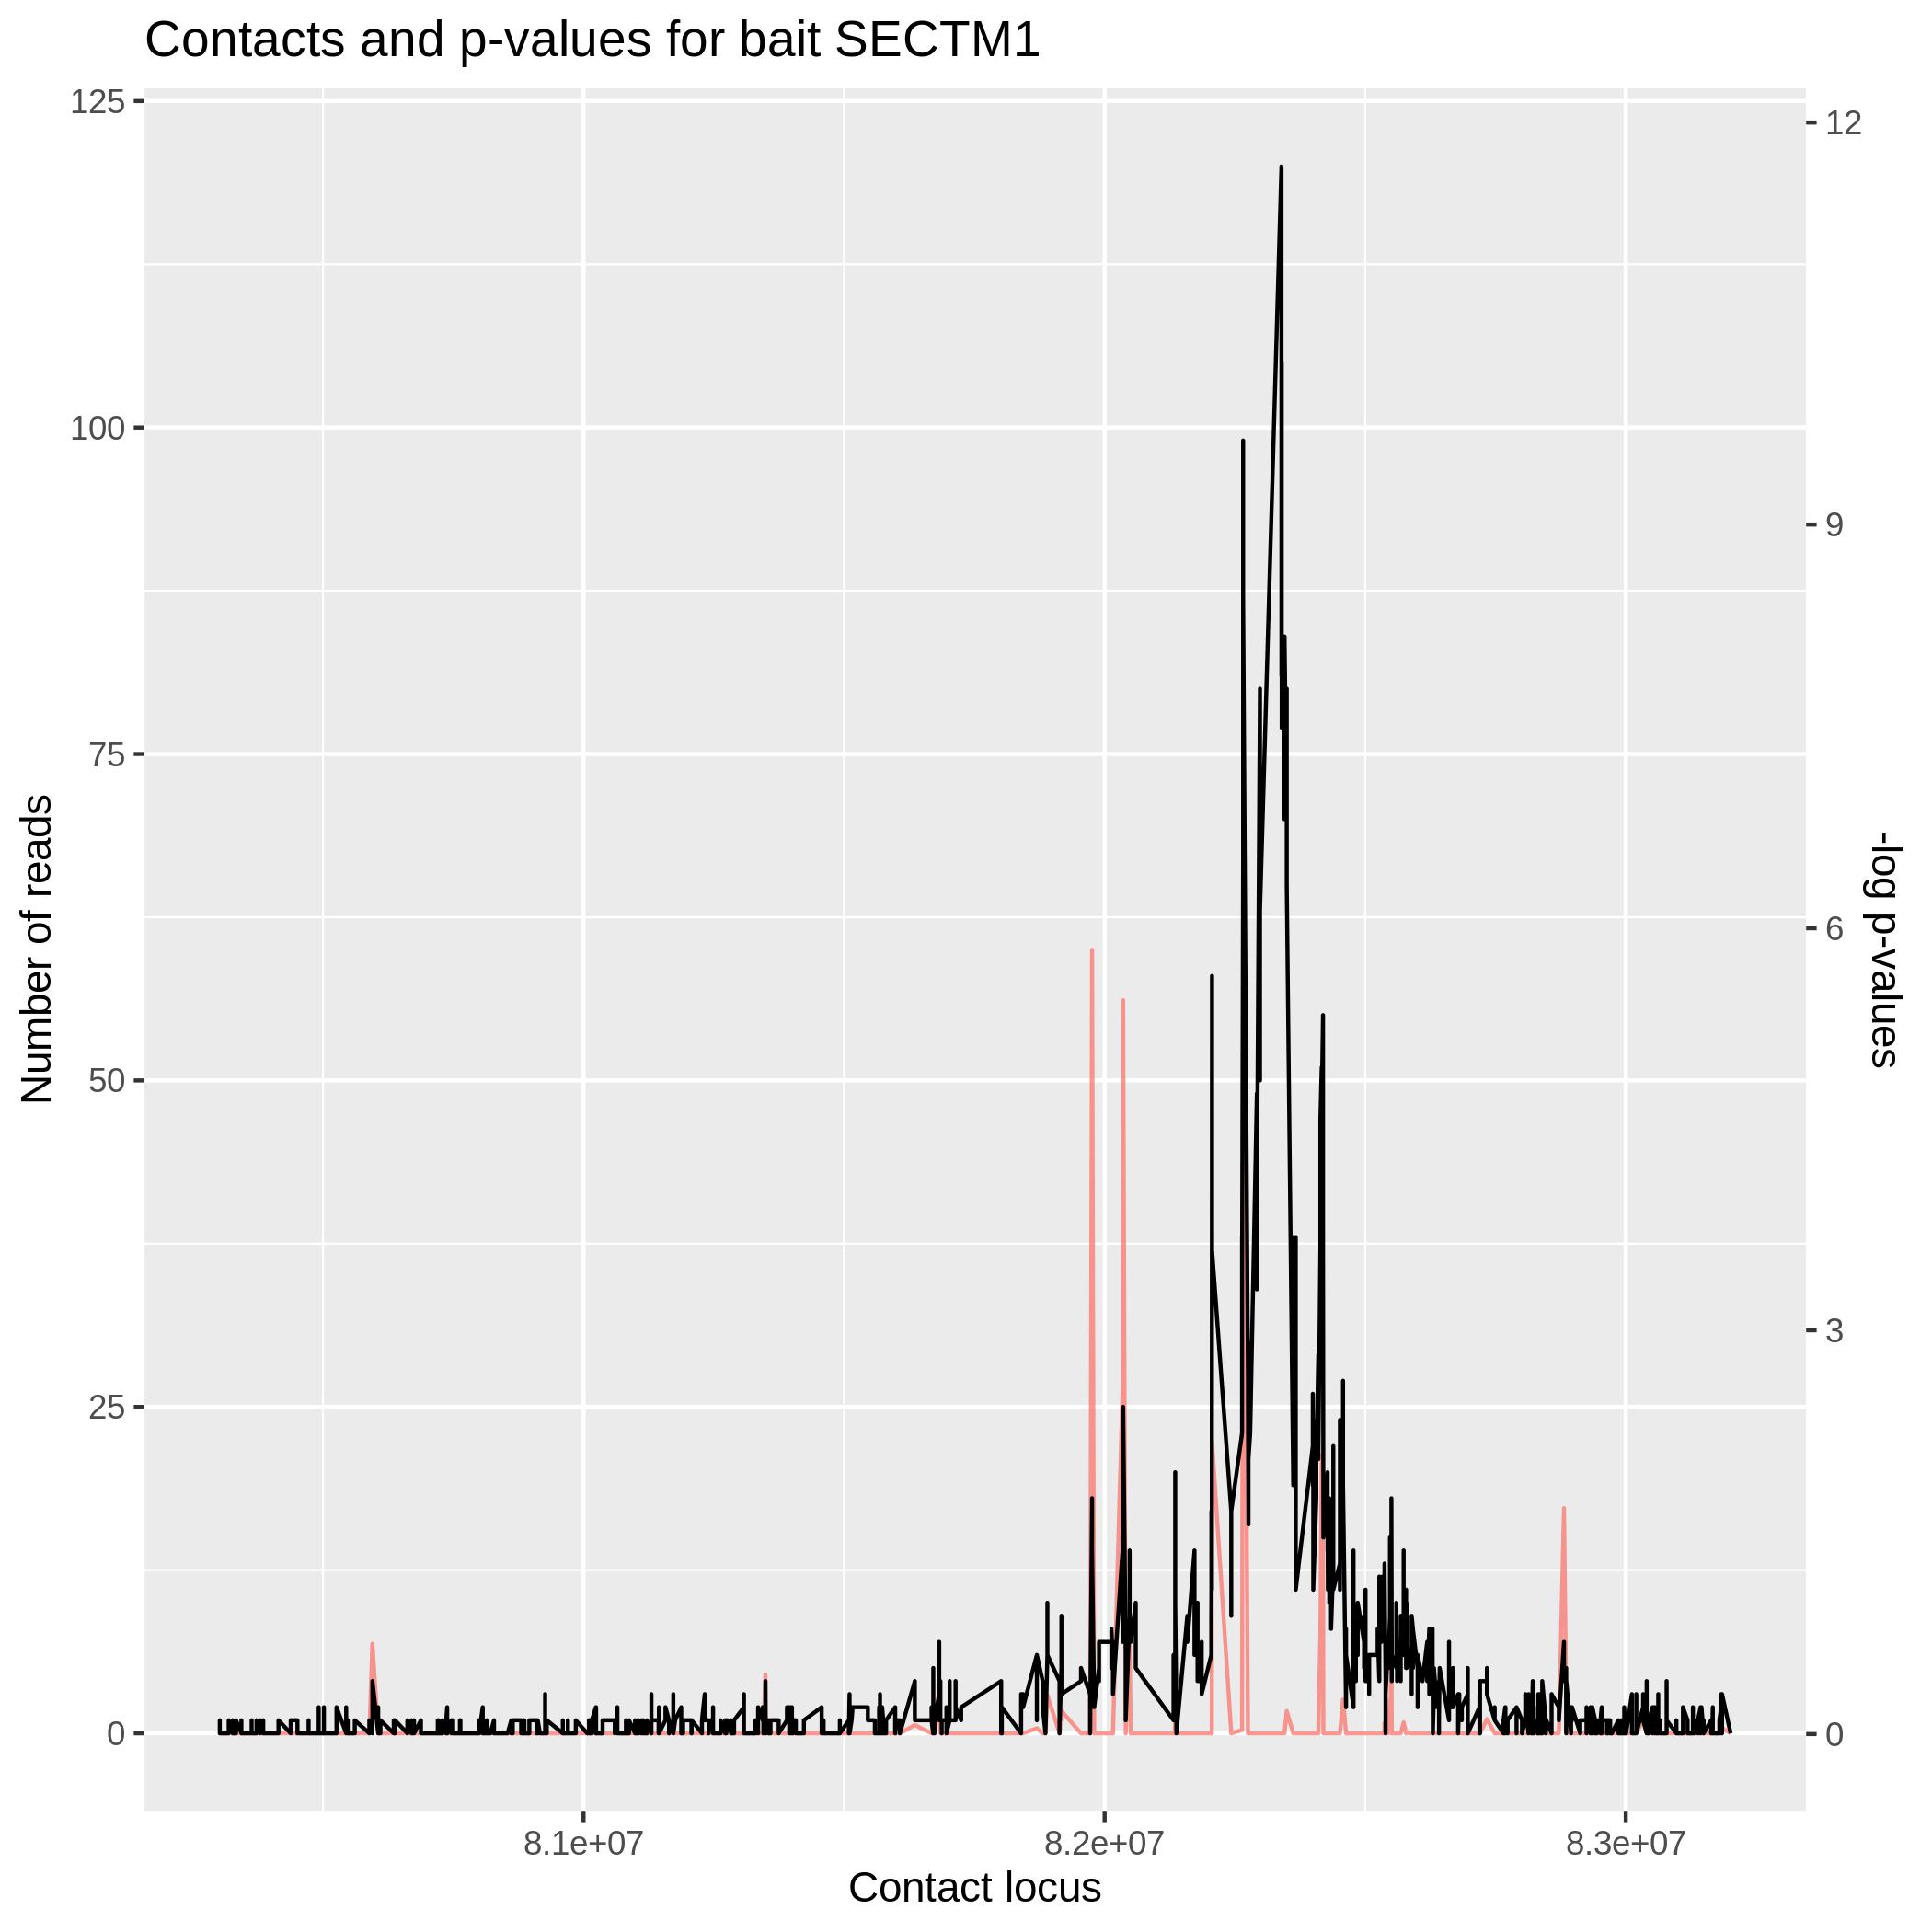 Contacts and p-values for bait SECTM1
125
100
75
50
25
0
Number of reads
12
9
6
3
0
-log p-values
8.1e+07
8.2e+07
8.3e+07
Contact locus